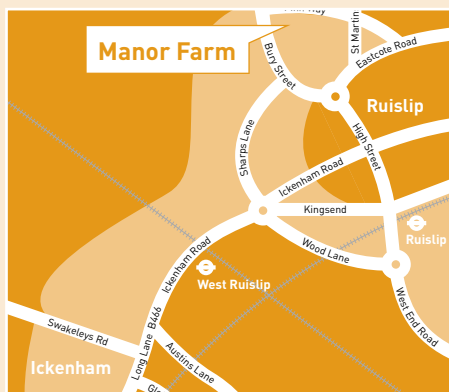 Manor Farm
Bury Street
St Martin
Eastcote Road
Ruislip
High Street
Sharps Lane
Ickenham Road
Kingsend
Ruislip
Wood Lane
Ickenham Road
West Ruislip
B466
West End Road
Swakeleys Rd
Long Lane
Austins Lane
Ickenham